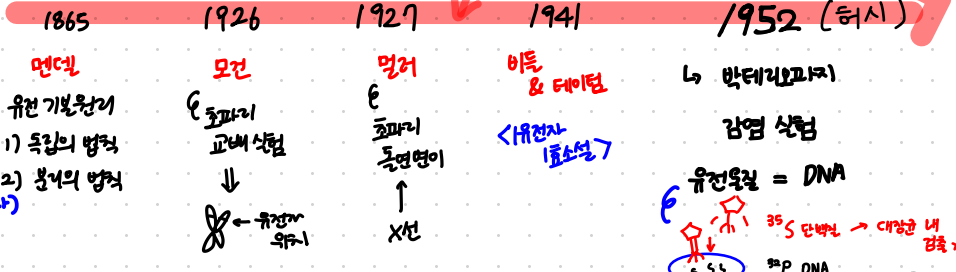 1865
멘델
유전 기본원리
1) 독립의 법칙
2) 분리의 법칙
1926
모건
초파리
교배 실험
⇓
← 유전자
위치
1927
멀러
초파리
돌연변이
↑
X선
1941
비들
& 테이텀
<1유전자
1효소설>
1952 (허시)
↳ 박테리오파지
감염 실험
유전물질 = DNA
35S 단백질 → 대장균 내
검출
32P DNA